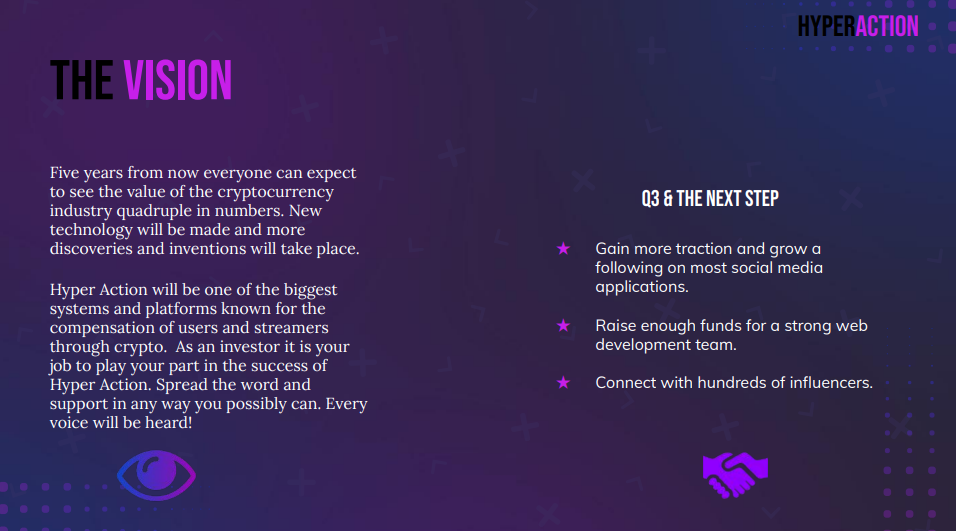 HYPERACTION
THE VISION
Five years from now everyone can expect
to see the value of the cryptocurrency
industry quadruple in numbers. New
technology will be made and more
discoveries and inventions will take place.
Hyper Action will be one of the biggest
systems and platforms known for the
compensation of users and streamers
through crypto.  As an investor it is your
job to play your part in the success of
Hyper Action. Spread the word and
support in any way you possibly can. Every
voice will be heard!
Q3 & THE NEXT STEP
Gain more traction and grow a
following on most social media
applications.
Raise enough funds for a strong web
development team.
Connect with hundreds of influencers.